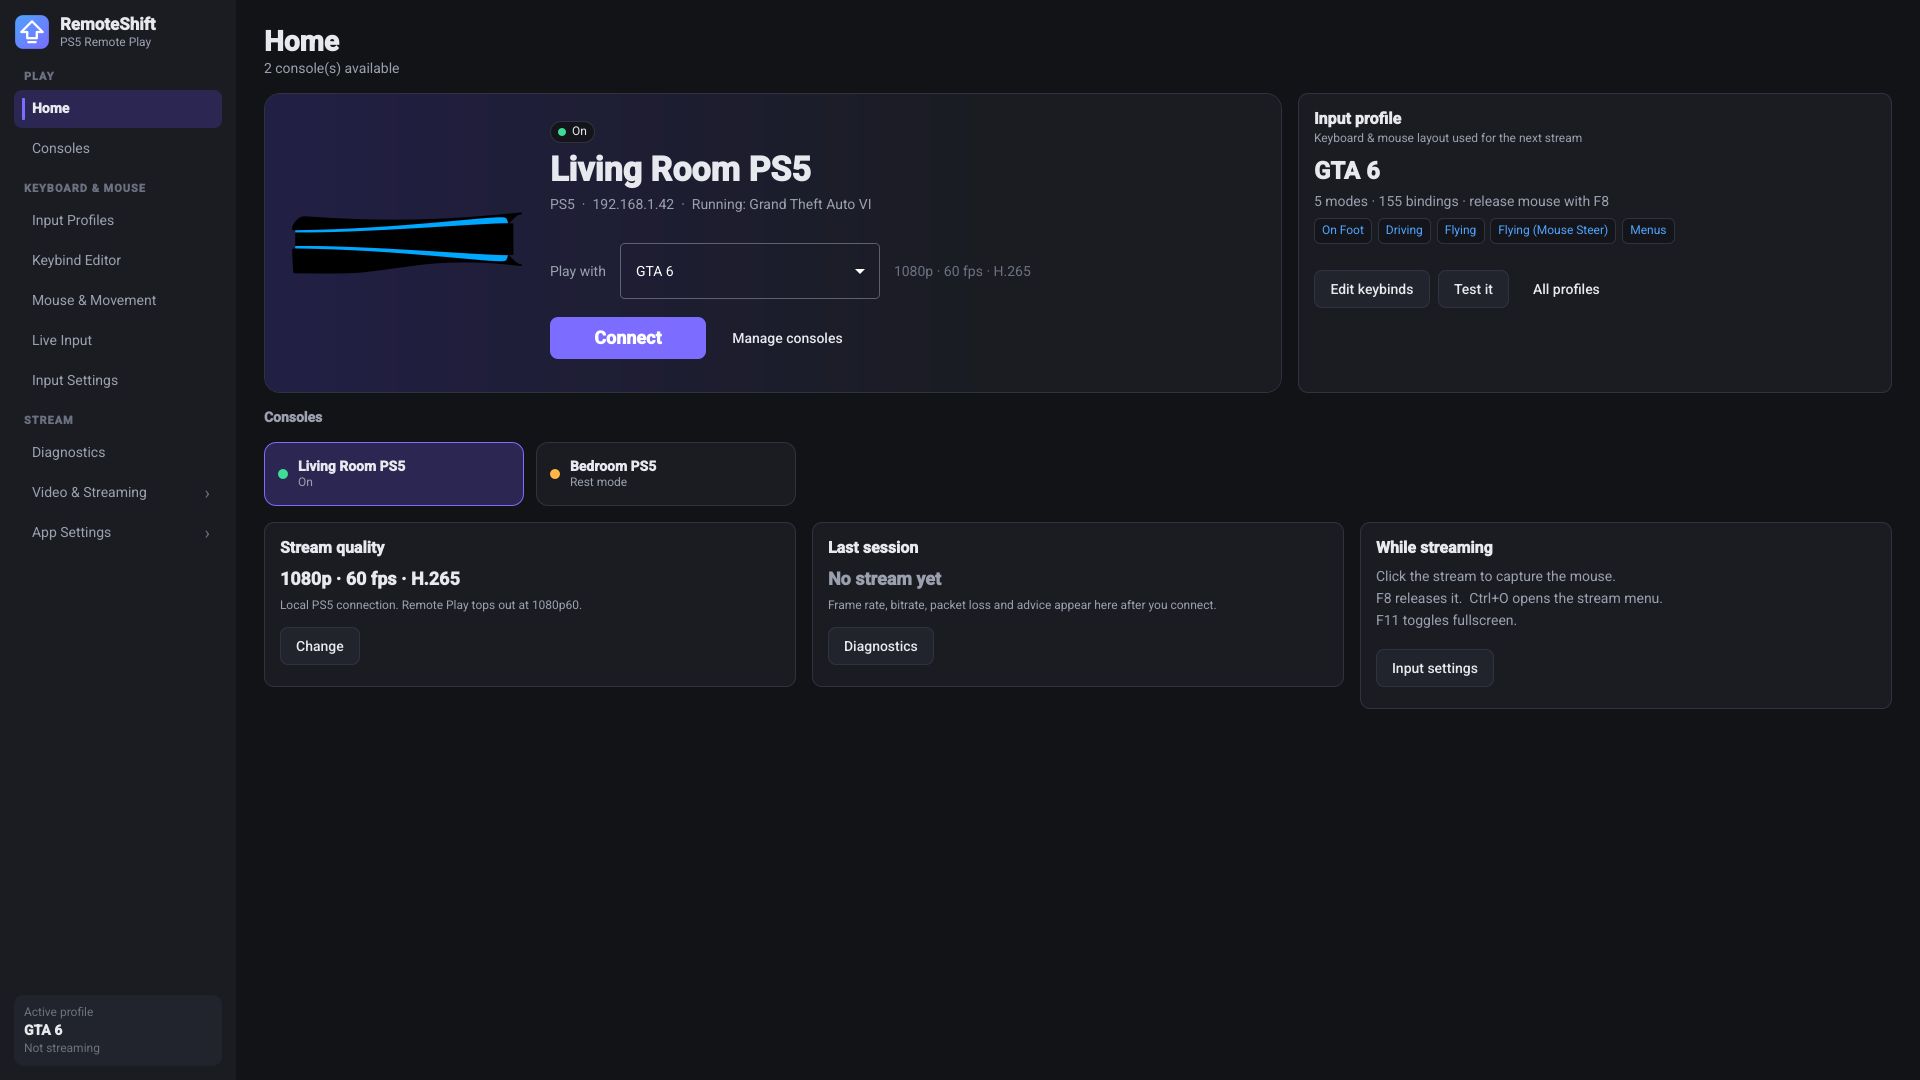 RemoteShift
PS5 Remote Play
PLAY
Home
Consoles
KEYBOARD & MOUSE
Input Profiles
Keybind Editor
Mouse & Movement
Live Input
Input Settings
STREAM
Diagnostics
Video & Streaming
App Settings
Active profile
GTA 6
Not streaming
Home
2 console(s) available
On
Living Room PS5
PS5 · 192.168.1.42 · Running: Grand Theft Auto VI
Play with GTA 6 1080p · 60 fps · H.265
Connect Manage consoles
Input profile
Keyboard & mouse layout used for the next stream
GTA 6
5 modes · 155 bindings · release mouse with F8
On Foot Driving Flying Flying (Mouse Steer) Menus
Edit keybinds Test it All profiles
Consoles
Living Room PS5
On
Bedroom PS5
Rest mode
Stream quality
1080p · 60 fps · H.265
Local PS5 connection. Remote Play tops out at 1080p60.
Change
Last session
No stream yet
Frame rate, bitrate, packet loss and advice appear here after you connect.
Diagnostics
While streaming
Click the stream to capture the mouse.
F8 releases it. Ctrl+O opens the stream menu.
F11 toggles fullscreen.
Input settings